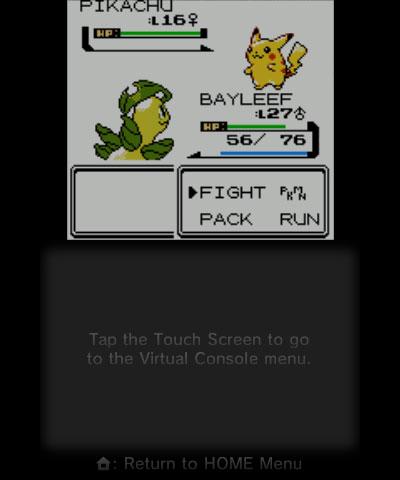 PIKACHU
:L16♀
HP:
BAYLEEF
:L27♂
HP:
56/ 76
▶FIGHT PKMN
PACK RUN
Tap the Touch Screen to go
to the Virtual Console menu.
: Return to HOME Menu